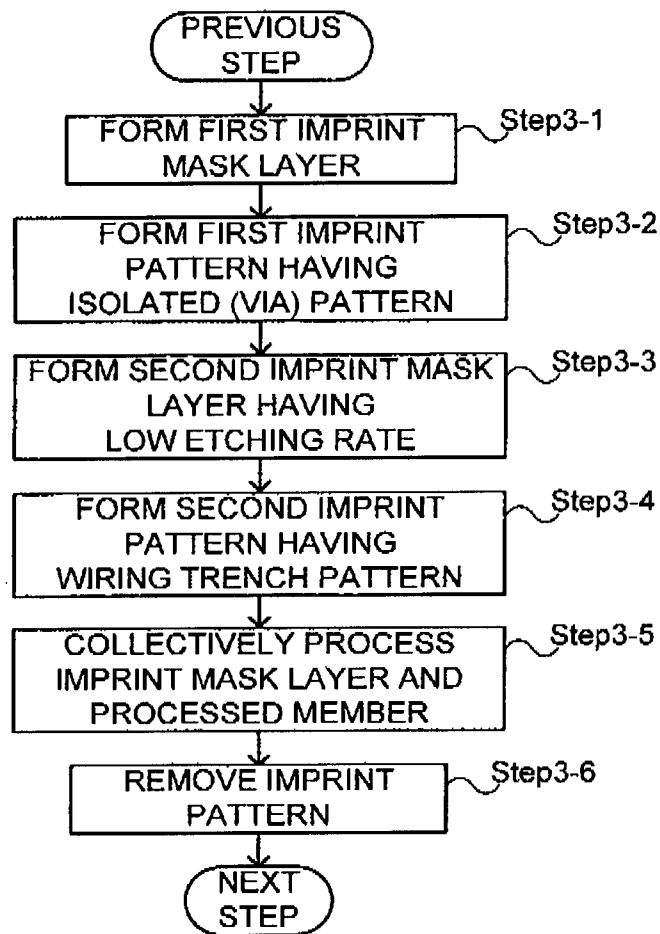 PREVIOUS
STEP
FORM FIRST IMPRINT
MASK LAYER
Step3-1
FORM FIRST IMPRINT
PATTERN HAVING
ISOLATED (VIA) PATTERN
Step3-2
FORM SECOND IMPRINT MASK
LAYER HAVING
LOW ETCHING RATE
Step3-3
FORM SECOND IMPRINT
PATTERN HAVING
WIRING TRENCH PATTERN
Step3-4
COLLECTIVELY PROCESS
IMPRINT MASK LAYER AND
PROCESSED MEMBER
Step3-5
REMOVE IMPRINT
PATTERN
Step3-6
NEXT
STEP